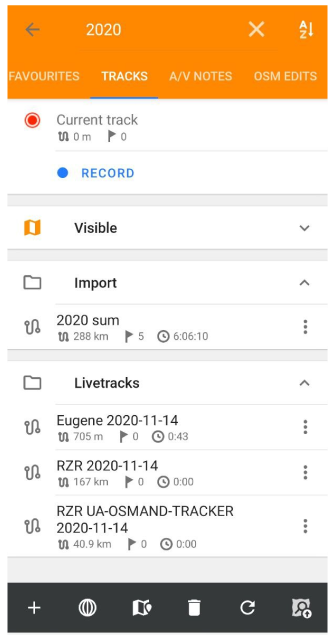 2020
FAVOURITES TRACKS A/V NOTES OSM EDITS
Current track
0 m 0
RECORD
Visible
Import
2020 sum
288 km 5 6:06:10
Livetracks
Eugene 2020-11-14
705 m 0 0:43
RZR 2020-11-14
167 km 0 0:00
RZR UA-OSMAND-TRACKER
2020-11-14
40.9 km 0 0:00